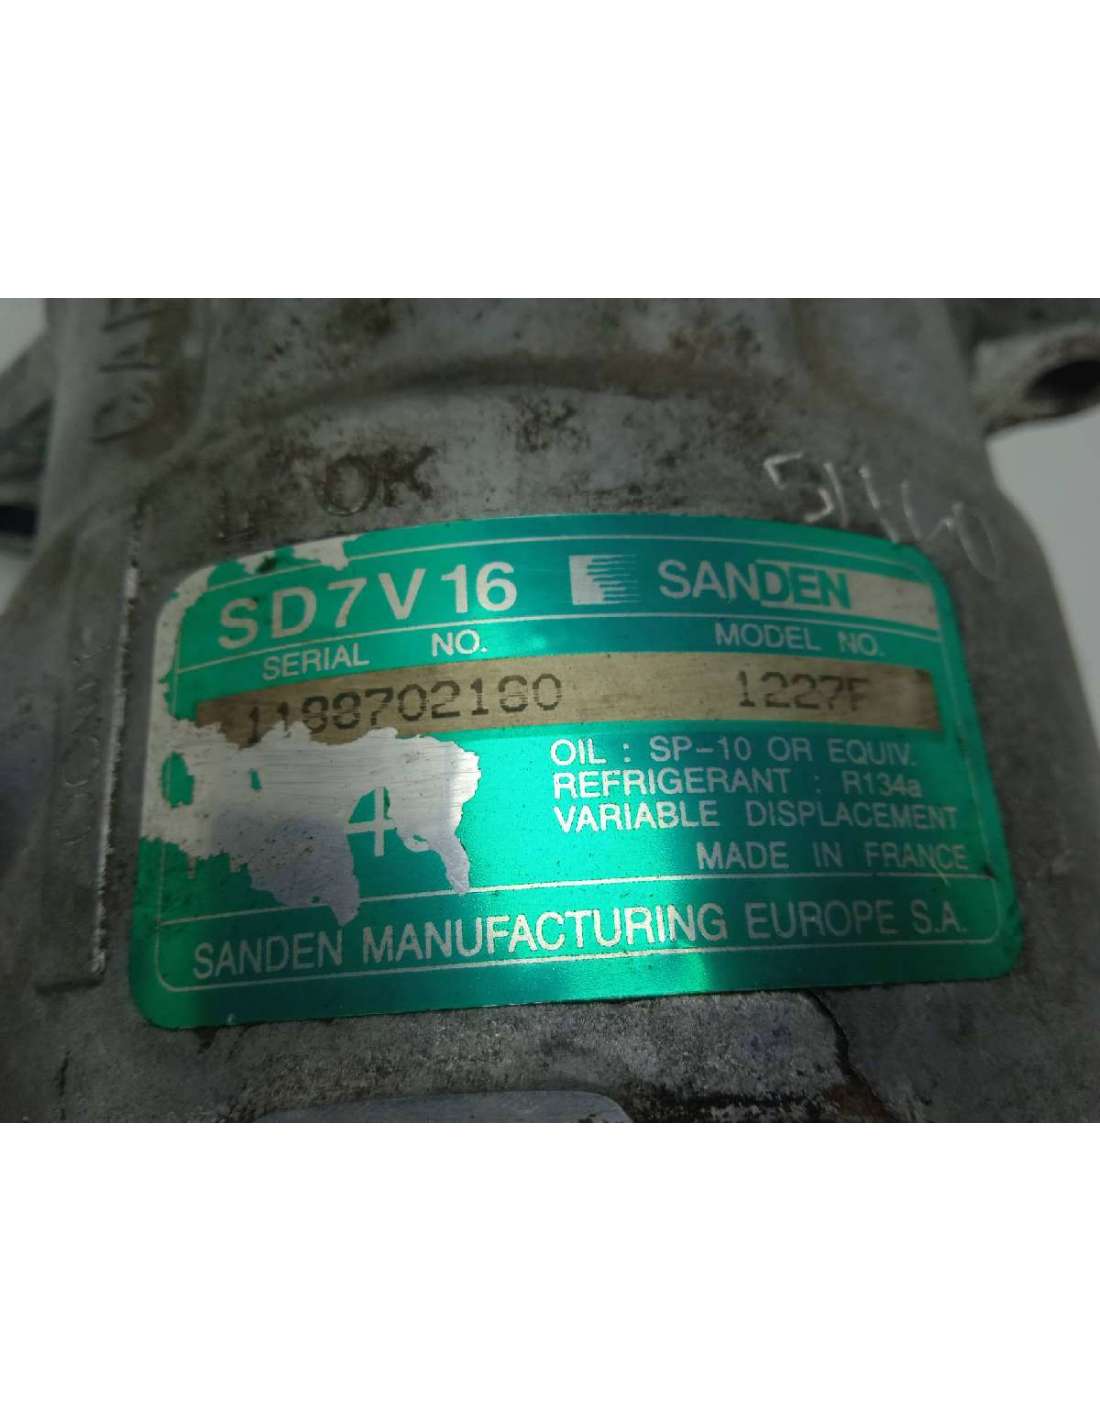 OK
SD7V16 SANDEN
SERIAL NO. MODEL NO.
1188702180 1227F
OIL : SP-10 OR EQUIV.
REFRIGERANT : R134a
VARIABLE DISPLACEMENT
MADE IN FRANCE
SANDEN MANUFACTURING EUROPE S.A.